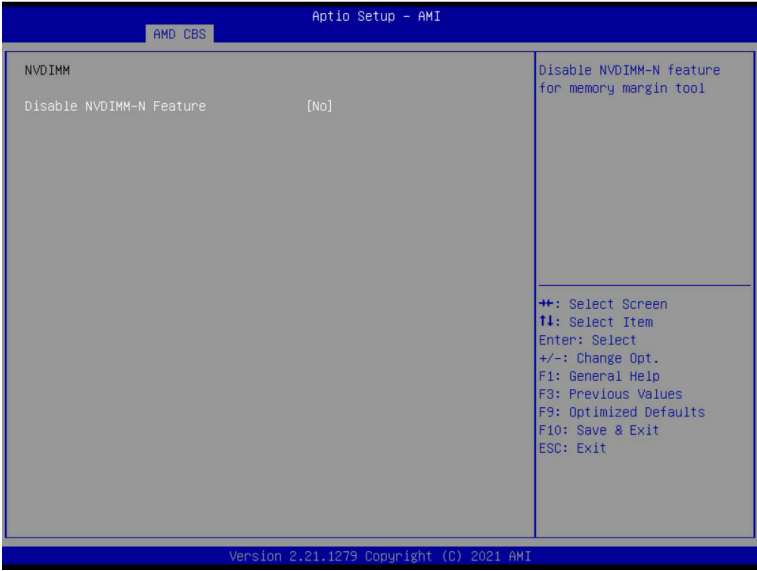 Aptio Setup – AMI
AMD CBS
NVDIMM
Disable NVDIMM-N Feature [No]
Disable NVDIMM-N feature
for memory margin tool
→←: Select Screen
↑↓: Select Item
Enter: Select
+/-: Change Opt.
F1: General Help
F3: Previous Values
F9: Optimized Defaults
F10: Save & Exit
ESC: Exit
Version 2.21.1279 Copyright (C) 2021 AMI